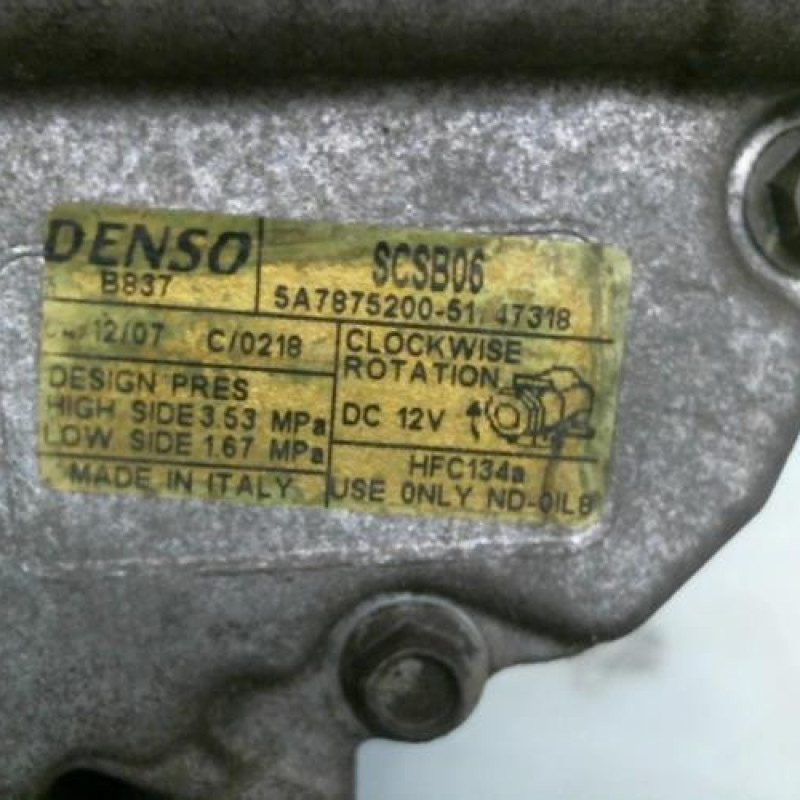 DENSO
B837
SCSB06
5A7875200-51, 47318
12/07 C/0218
CLOCKWISE
ROTATION
DC 12V
DESIGN PRES
HIGH SIDE 3.53 MPa
LOW SIDE 1.67 MPa
HFC134a
MADE IN ITALY
USE ONLY ND-OIL8